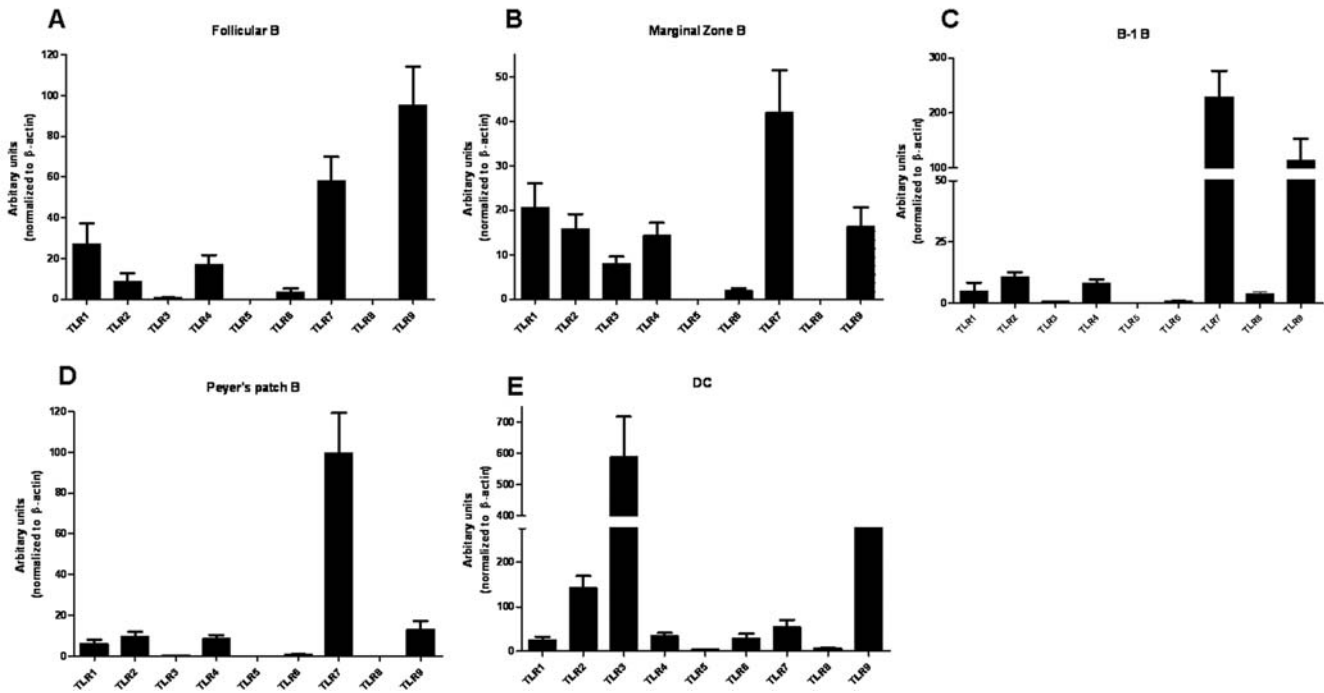 A
Follicular B
Arbitary units
(normalized to β-actin)
120
100
80
60
40
20
0
TLR1 TLR2 TLR3 TLR4 TLR5 TLR6 TLR7 TLR8 TLR9
B
Marginal Zone B
Arbitary units
(normalized to β-actin)
50
40
30
20
10
0
TLR1 TLR2 TLR3 TLR4 TLR5 TLR6 TLR7 TLR8 TLR9
C
B-1 B
Arbitary units
(normalized to β-actin)
300
200
100
50
25
0
TLR1 TLR2 TLR3 TLR4 TLR5 TLR6 TLR7 TLR8 TLR9
D
Peyer's patch B
Arbitary units
(normalized to β-actin)
120
100
80
60
40
20
0
TLR1 TLR2 TLR3 TLR4 TLR5 TLR6 TLR7 TLR8 TLR9
E
DC
Arbitary units
(normalized to β-actin)
700
600
500
400
200
100
0
TLR1 TLR2 TLR3 TLR4 TLR5 TLR6 TLR7 TLR8 TLR9